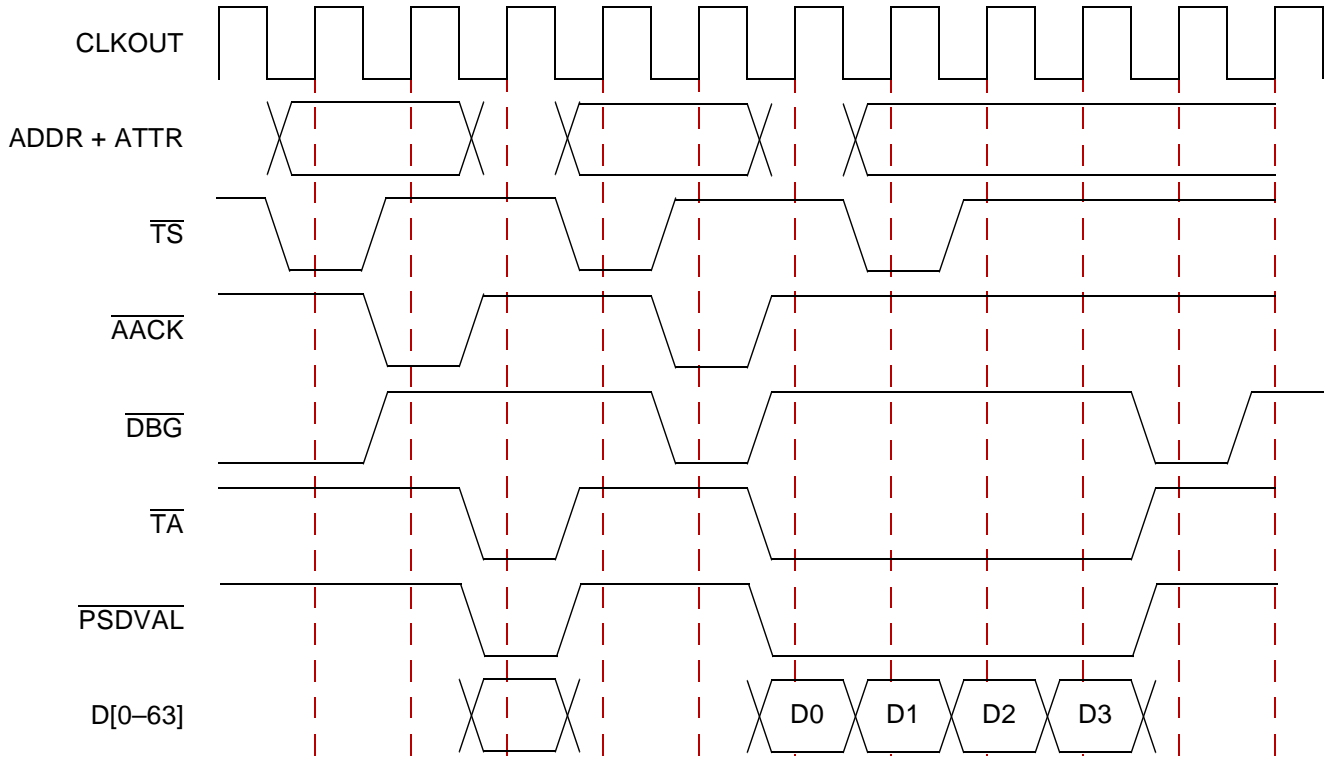 CLKOUT
ADDR + ATTR
TS
AACK
DBG
TA
PSDVAL
D[0–63]
D0 D1 D2 D3